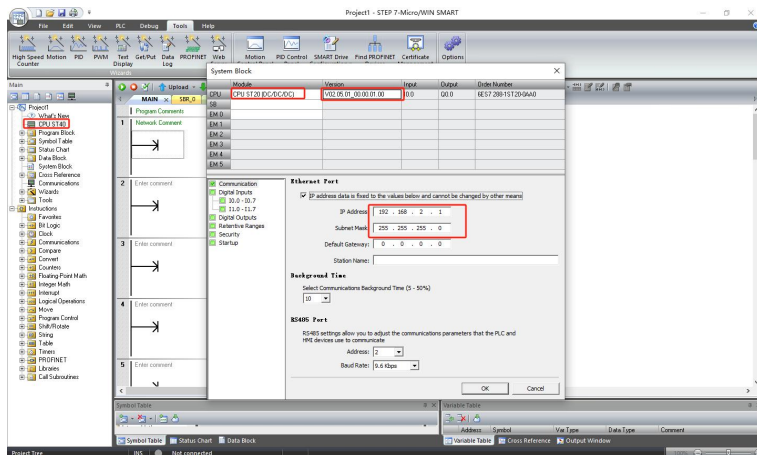 Project1 - STEP 7-Micro/WIN SMART
File Edit View PLC Debug Tools Help
High Speed Counter
Motion
PID
PWM
Text Display
Get/Put
Data Log
PROFINET
Web
Motion
PID Control
SMART Drive
Find PROFINET
Certificate
Options
Wizards
Main
Project1
What's New
CPU ST40
Program Block
Symbol Table
Status Chart
Data Block
System Block
Cross Reference
Communications
Wizards
Tools
Instructions
Favorites
Bit Logic
Clock
Communications
Compare
Convert
Counters
Floating-Point Math
Integer Math
Interrupt
Logical Operations
Move
Program Control
Shift/Rotate
String
Table
Timers
PROFINET
Libraries
Call Subroutines
Upload
MAIN
SBR_0
Program Comments
1 Network Comment
2 Enter comment
3 Enter comment
4 Enter comment
5 Enter comment
System Block
Module Version Input Output Order Number
CPU CPU ST20 (DC/DC/DC) V02.05.01_00.00.01.00 I0.0 Q0.0 6ES7 288-1ST20-0AA0
SB
EM 0
EM 1
EM 2
EM 3
EM 4
EM 5
Communication
Digital Inputs
I0.0 - I0.7
I1.0 - I1.7
Digital Outputs
Retentive Ranges
Security
Startup
Ethernet Port
IP address data is fixed to the values below and cannot be changed by other means
IP Address: 192 . 168 . 2 . 1
Subnet Mask: 255 . 255 . 255 . 0
Default Gateway: 0 . 0 . 0 . 0
Station Name:
Background Time
Select Communications Background Time (5 - 50%)
10
RS485 Port
RS485 settings allow you to adjust the communications parameters that the PLC and
HMI devices use to communicate
Address: 2
Baud Rate: 9.6 Kbps
OK Cancel
Symbol Table
Symbol Table Status Chart Data Block
Variable Table
Address Symbol Var Type Data Type Comment
Variable Table Cross Reference Output Window
Project Tree INS Not connected
100%